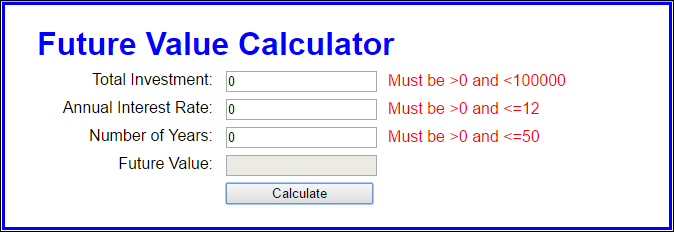 Future Value Calculator
Total Investment: 0 Must be >0 and <100000
Annual Interest Rate: 0 Must be >0 and <=12
Number of Years: 0 Must be >0 and <=50
Future Value:
Calculate